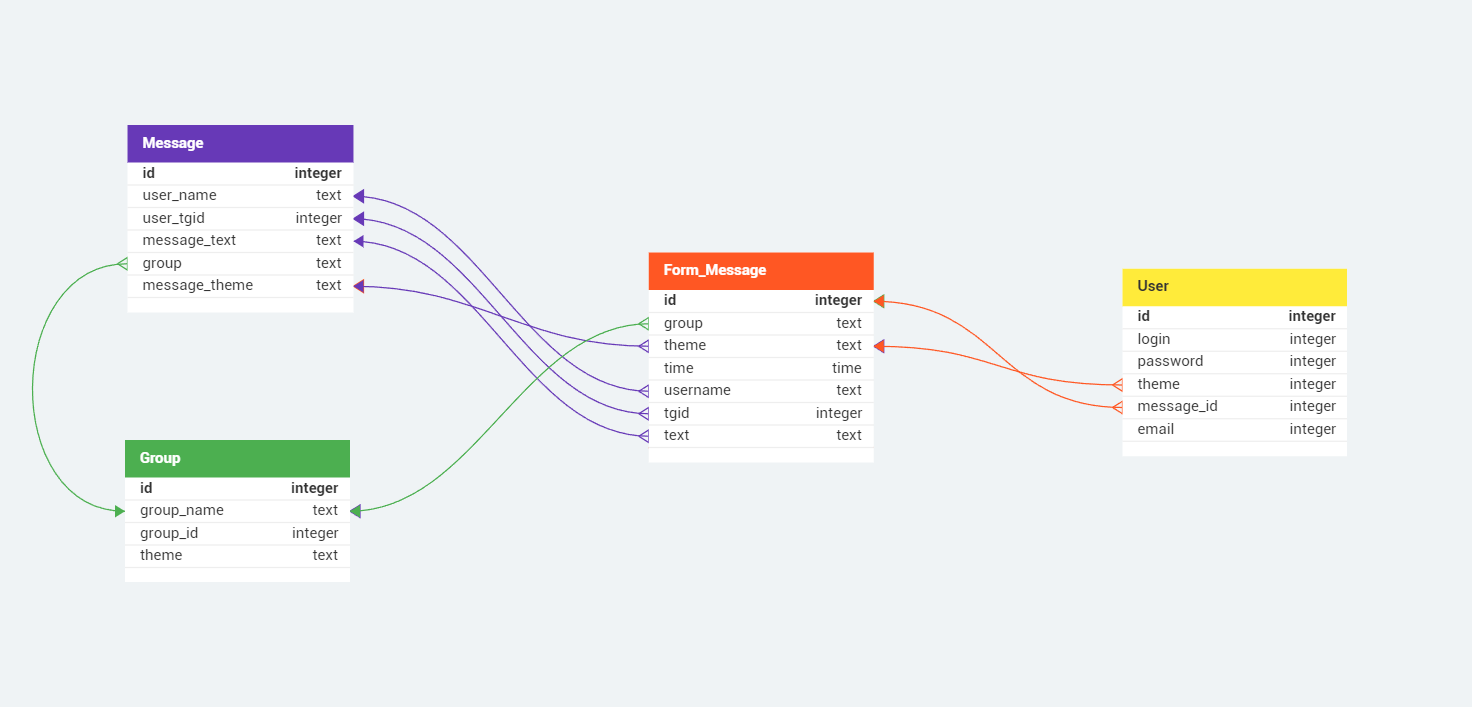 Message
id integer
user_name text
user_tgid integer
message_text text
group text
message_theme text
Form_Message
id integer
group text
theme text
time time
username text
tgid integer
text text
User
id integer
login integer
password integer
theme integer
message_id integer
email integer
Group
id integer
group_name text
group_id integer
theme text